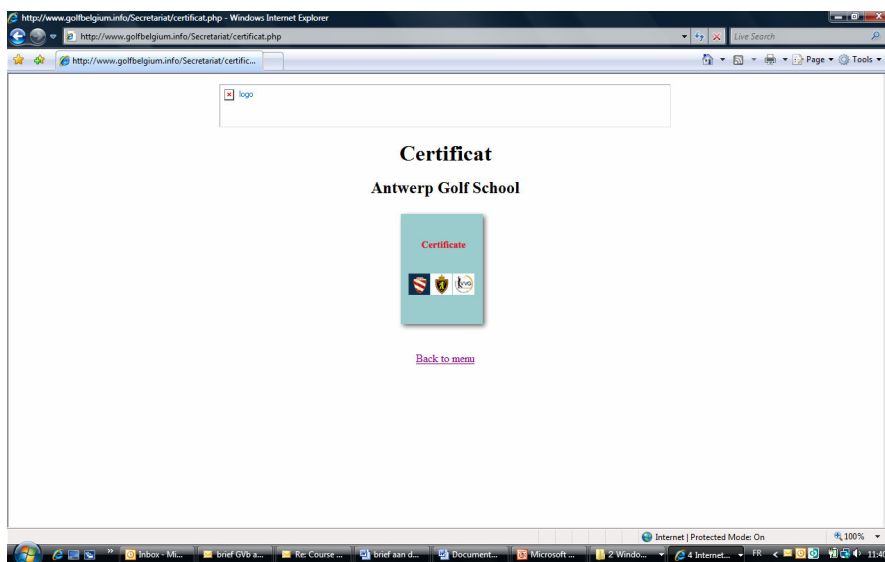 http://www.golfbelgium.info/Secretariat/certificat.php - Windows Internet Explorer
http://www.golfbelgium.info/Secretariat/certificat.php
Live Search
http://www.golfbelgium.info/Secretariat/certific...
Page
Tools
logo
Certificat
Antwerp Golf School
Certificate
Back to menu
Internet | Protected Mode: On
100%
Inbox - Mi...
brief GVb a...
Re: Course ...
brief aan d...
Document...
Microsoft ...
2 Windo...
4 Internet...
FR
11:40